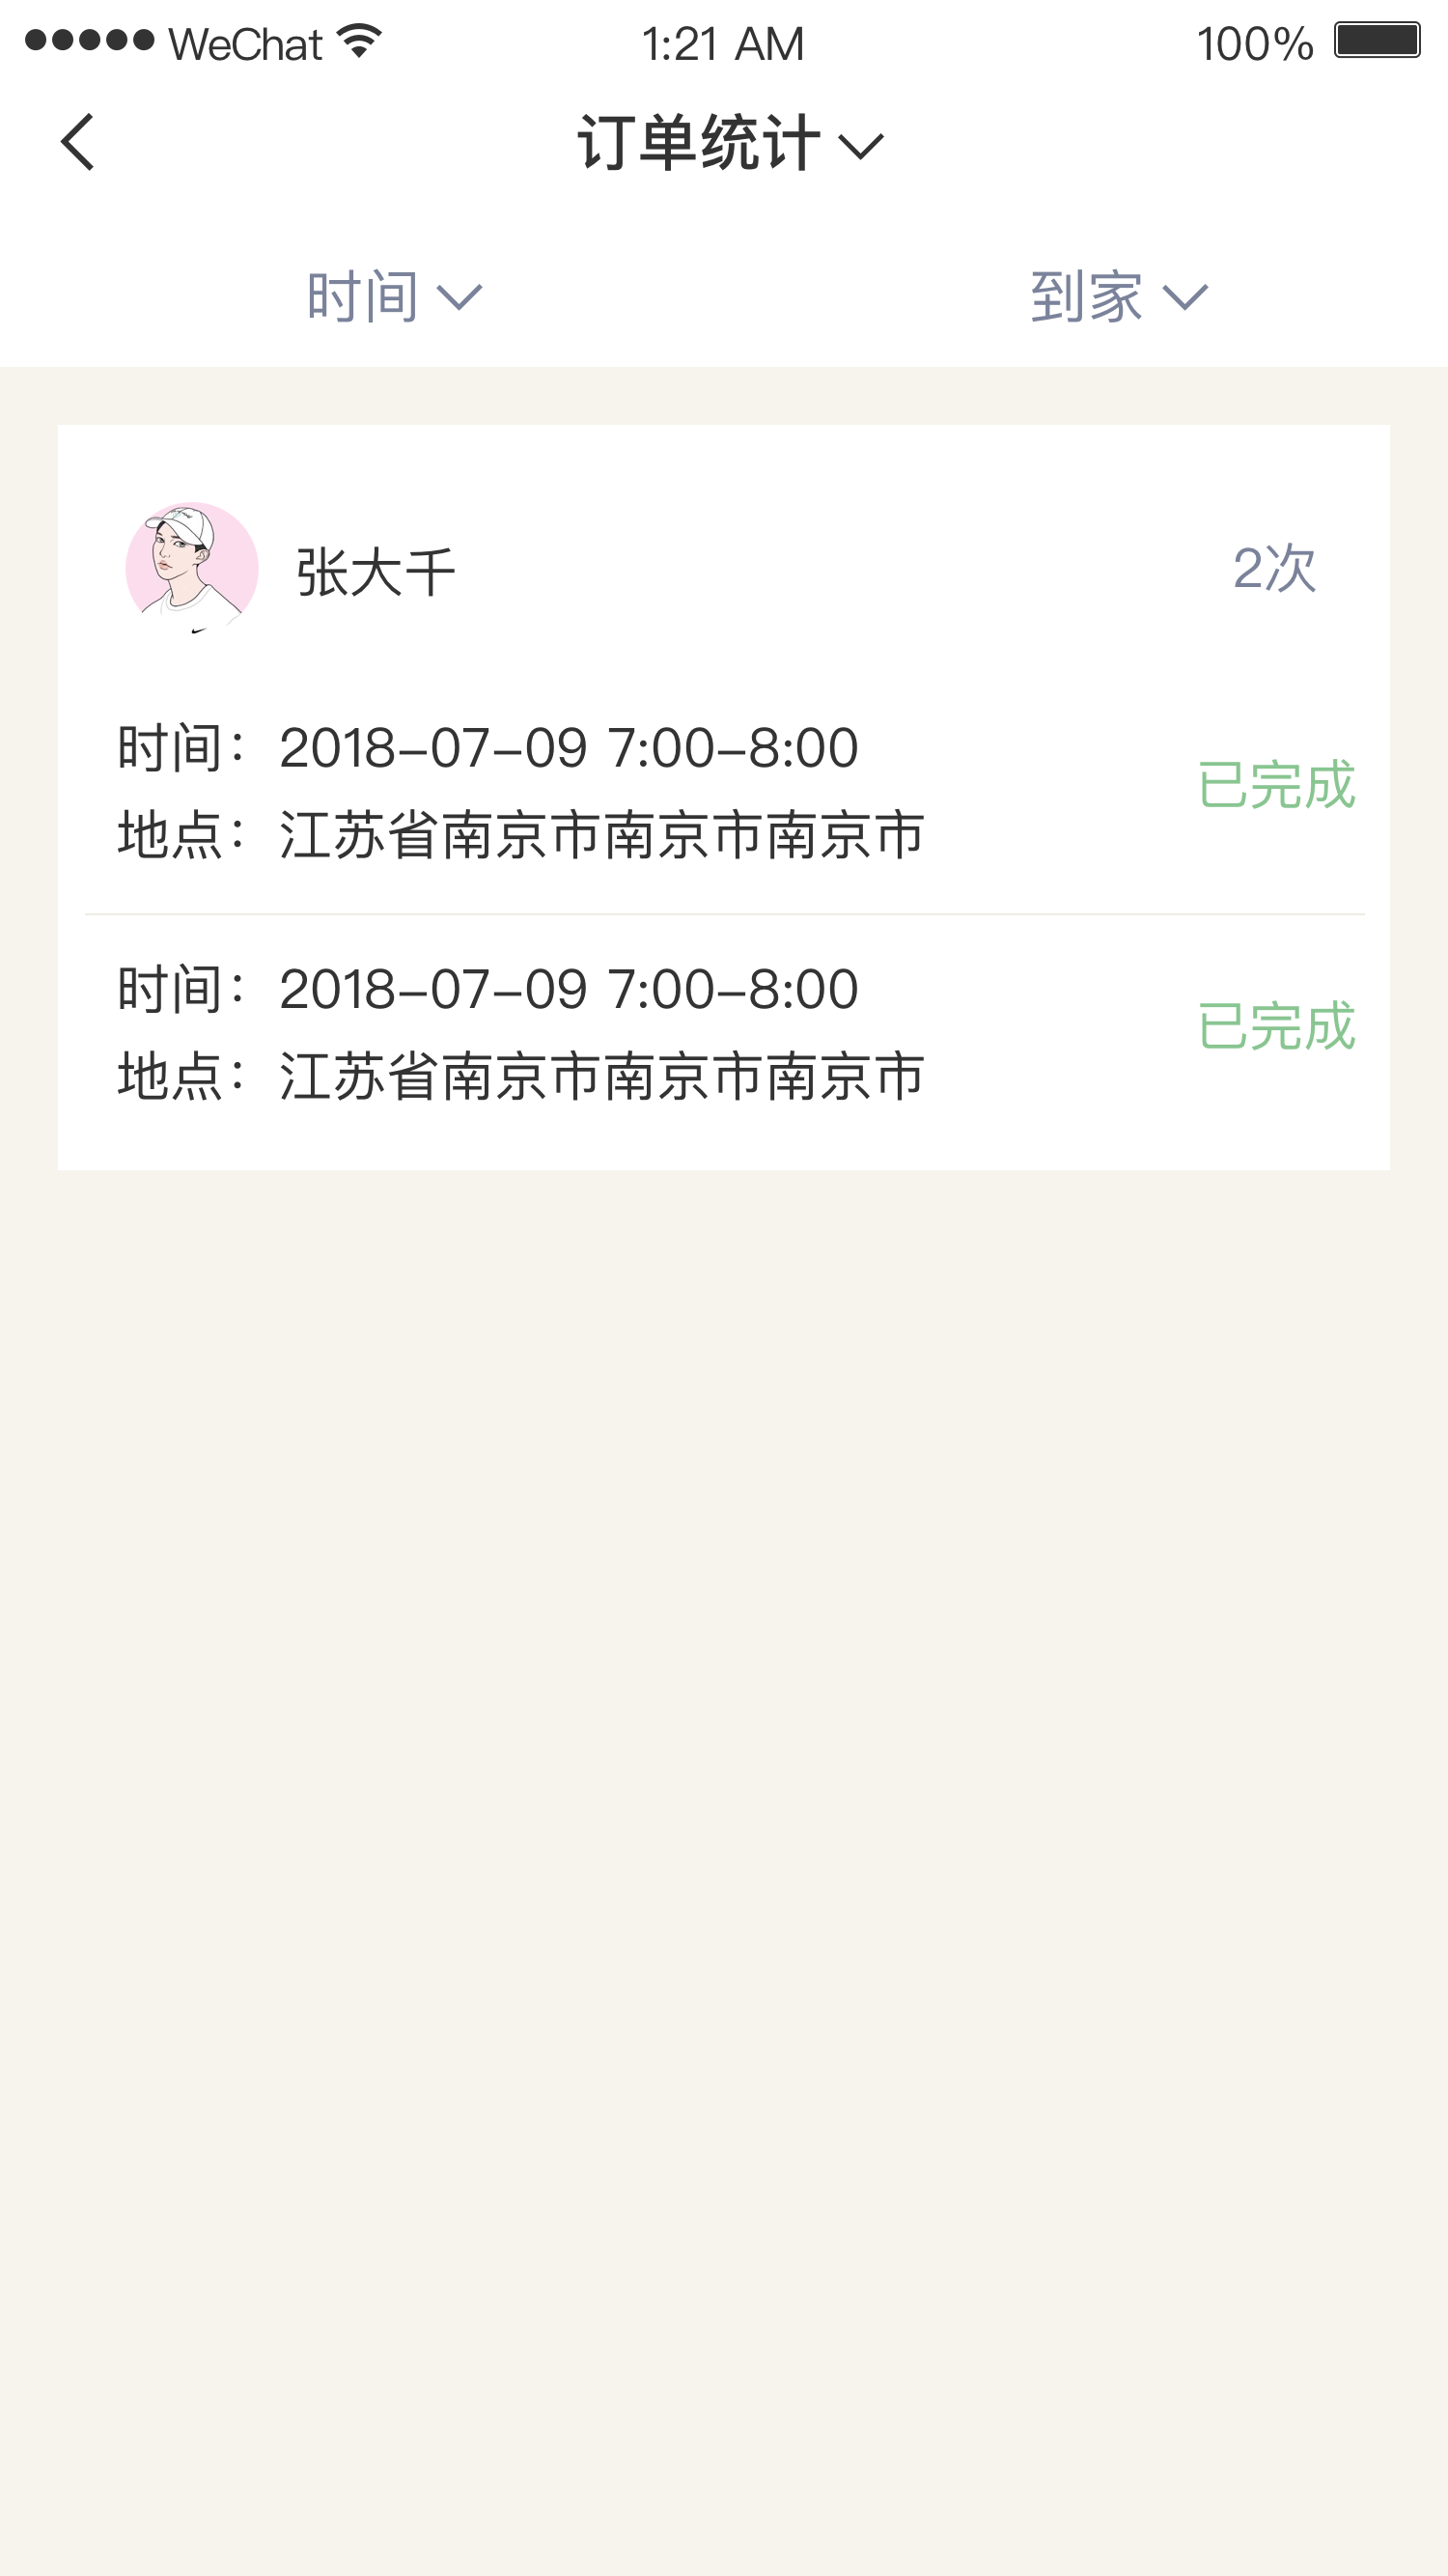 WeChat 1:21 AM 100%
订单统计
时间 到家
张大千 2次
时间：2018-07-09 7:00-8:00
已完成
地点：江苏省南京市南京市南京市
时间：2018-07-09 7:00-8:00
已完成
地点：江苏省南京市南京市南京市